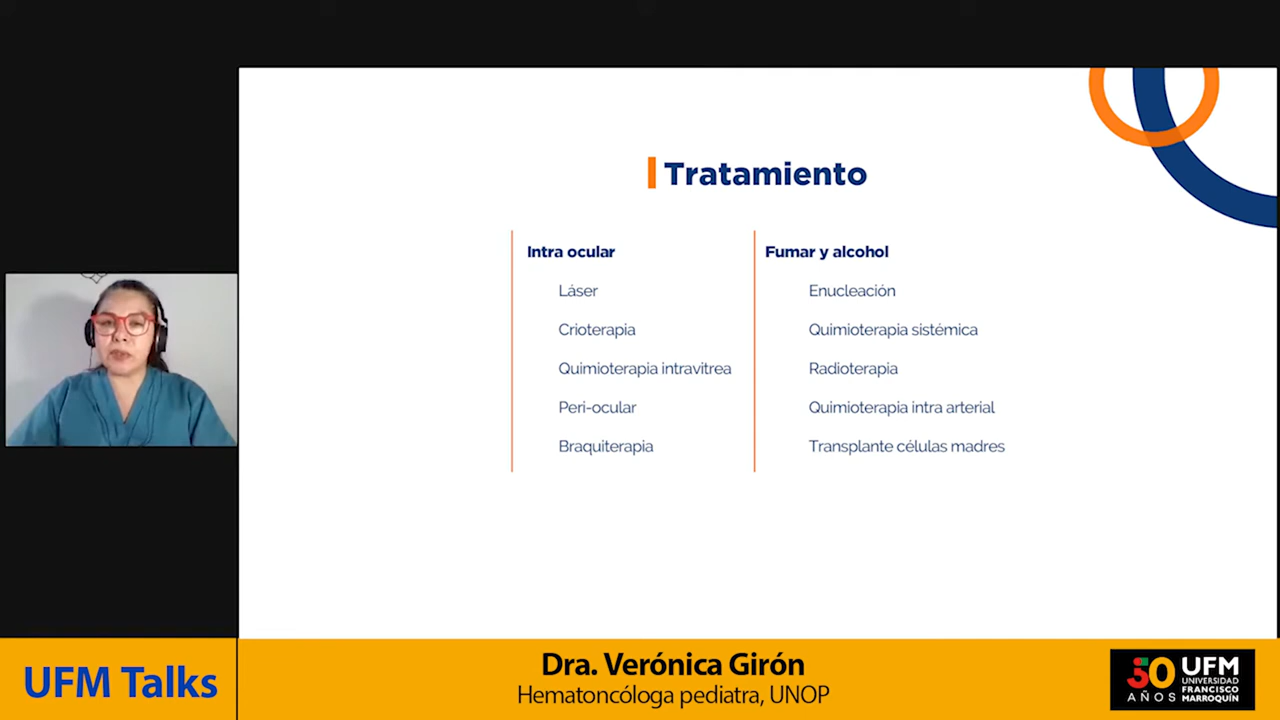 Tratamiento
Intra ocular
Láser
Crioterapia
Quimioterapia intravitrea
Peri-ocular
Braquiterapia
Fumar y alcohol
Enucleación
Quimioterapia sistémica
Radioterapia
Quimioterapia intra arterial
Transplante células madres
UFM Talks
Dra. Verónica Girón
Hematoncóloga pediatra, UNOP
50
AÑOS
UFM
UNIVERSIDAD
FRANCISCO
MARROQUÍN